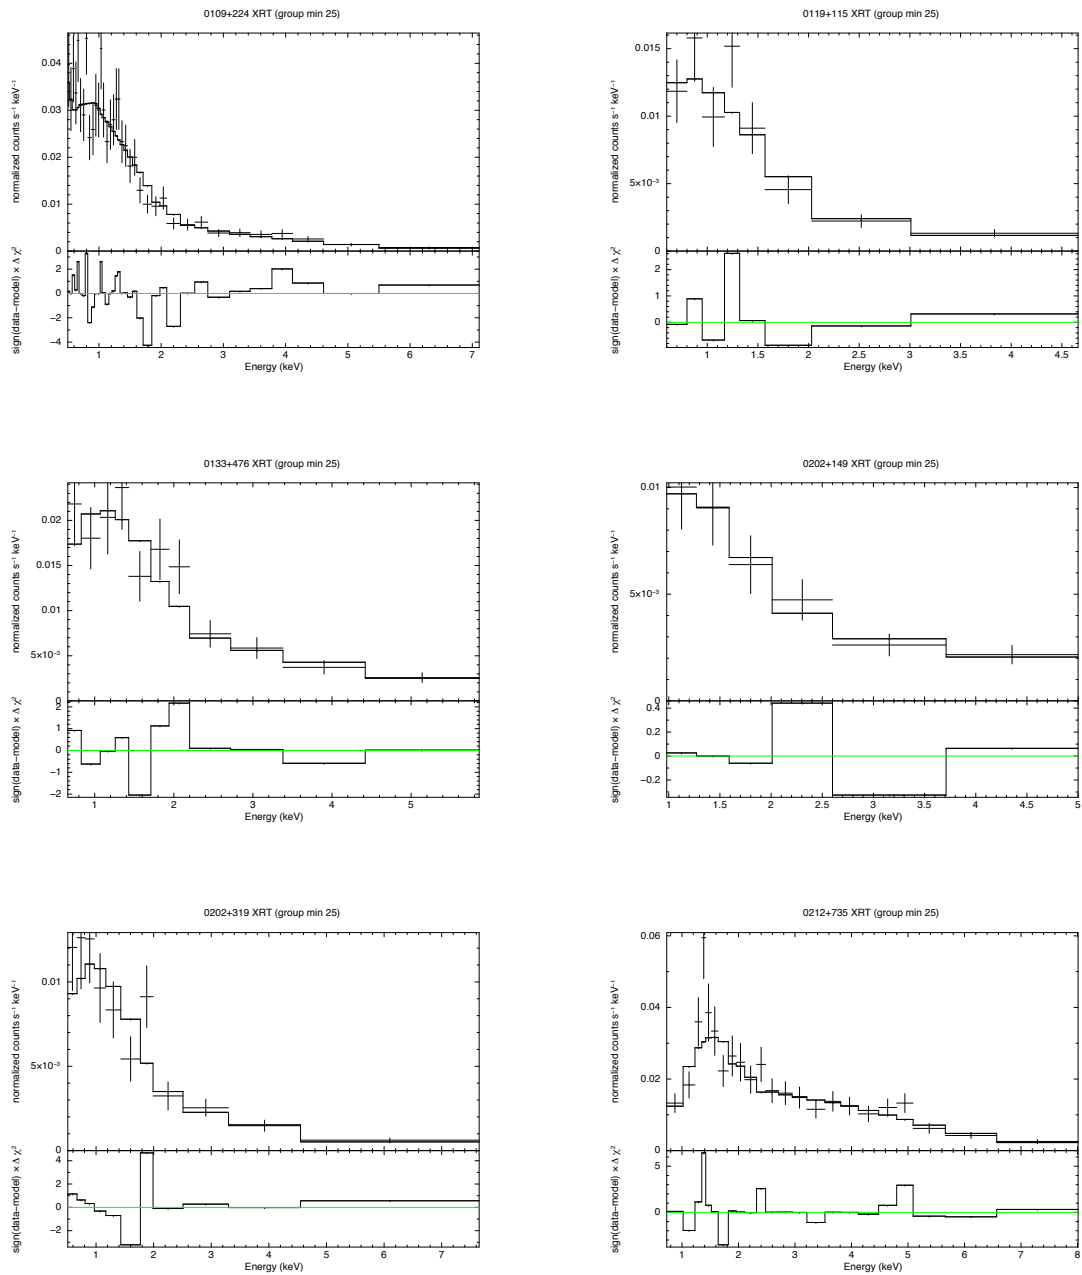 0109+224 XRT (group min 25)
normalized counts s⁻¹ keV⁻¹
0.04
0.03
0.02
0.01
0
sign(data−model) × Δ χ²
2
0
−2
−4
1 2 3 4 5 6 7
Energy (keV)
0119+115 XRT (group min 25)
normalized counts s⁻¹ keV⁻¹
0.015
0.01
5×10⁻³
0
sign(data−model) × Δ χ²
2
1
0
1 1.5 2 2.5 3 3.5 4 4.5
Energy (keV)
0133+476 XRT (group min 25)
normalized counts s⁻¹ keV⁻¹
0.02
0.015
0.01
5×10⁻³
0
sign(data−model) × Δ χ²
2
1
0
−1
−2
1 2 3 4 5
Energy (keV)
0202+149 XRT (group min 25)
normalized counts s⁻¹ keV⁻¹
0.01
5×10⁻³
0
sign(data−model) × Δ χ²
0.4
0.2
0
−0.2
1 1.5 2 2.5 3 3.5 4 4.5 5
Energy (keV)
0202+319 XRT (group min 25)
normalized counts s⁻¹ keV⁻¹
0.01
5×10⁻³
0
sign(data−model) × Δ χ²
4
2
0
−2
1 2 3 4 5 6 7
Energy (keV)
0212+735 XRT (group min 25)
normalized counts s⁻¹ keV⁻¹
0.06
0.04
0.02
0
sign(data−model) × Δ χ²
5
0
1 2 3 4 5 6 7 8
Energy (keV)